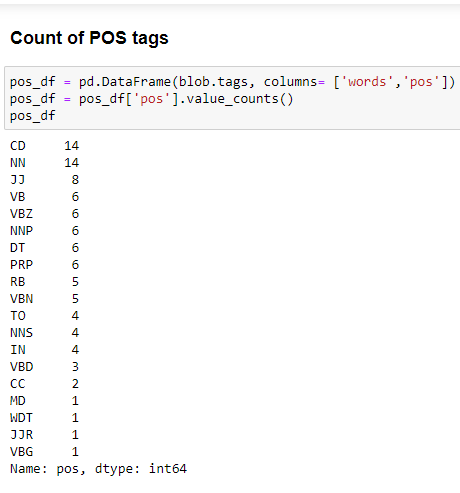 Count of POS tags
pos_df = pd.DataFrame(blob.tags, columns= ['words','pos'])
pos_df = pos_df['pos'].value_counts()
pos_df
CD 14
NN 14
JJ 8
VB 6
VBZ 6
NNP 6
DT 6
PRP 6
RB 5
VBN 5
TO 4
NNS 4
IN 4
VBD 3
CC 2
MD 1
WDT 1
JJR 1
VBG 1
Name: pos, dtype: int64